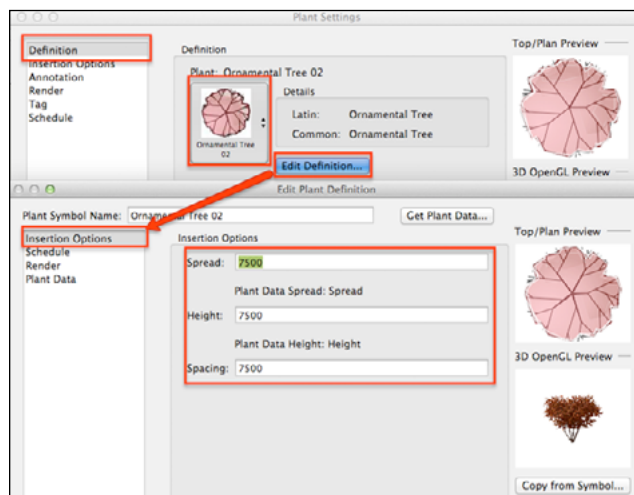 Plant Settings
Definition
Insertion Options
Annotation
Render
Tag
Schedule
Definition
Plant: Ornamental Tree 02
Ornamental Tree
02
Details
Latin: Ornamental Tree
Common: Ornamental Tree
Edit Definition...
Top/Plan Preview
3D OpenGL Preview
Edit Plant Definition
Plant Symbol Name: Ornamental Tree 02
Get Plant Data...
Insertion Options
Schedule
Render
Plant Data
Insertion Options
Spread: 7500
Plant Data Spread: Spread
Height: 7500
Plant Data Height: Height
Spacing: 7500
Top/Plan Preview
3D OpenGL Preview
Copy from Symbol...